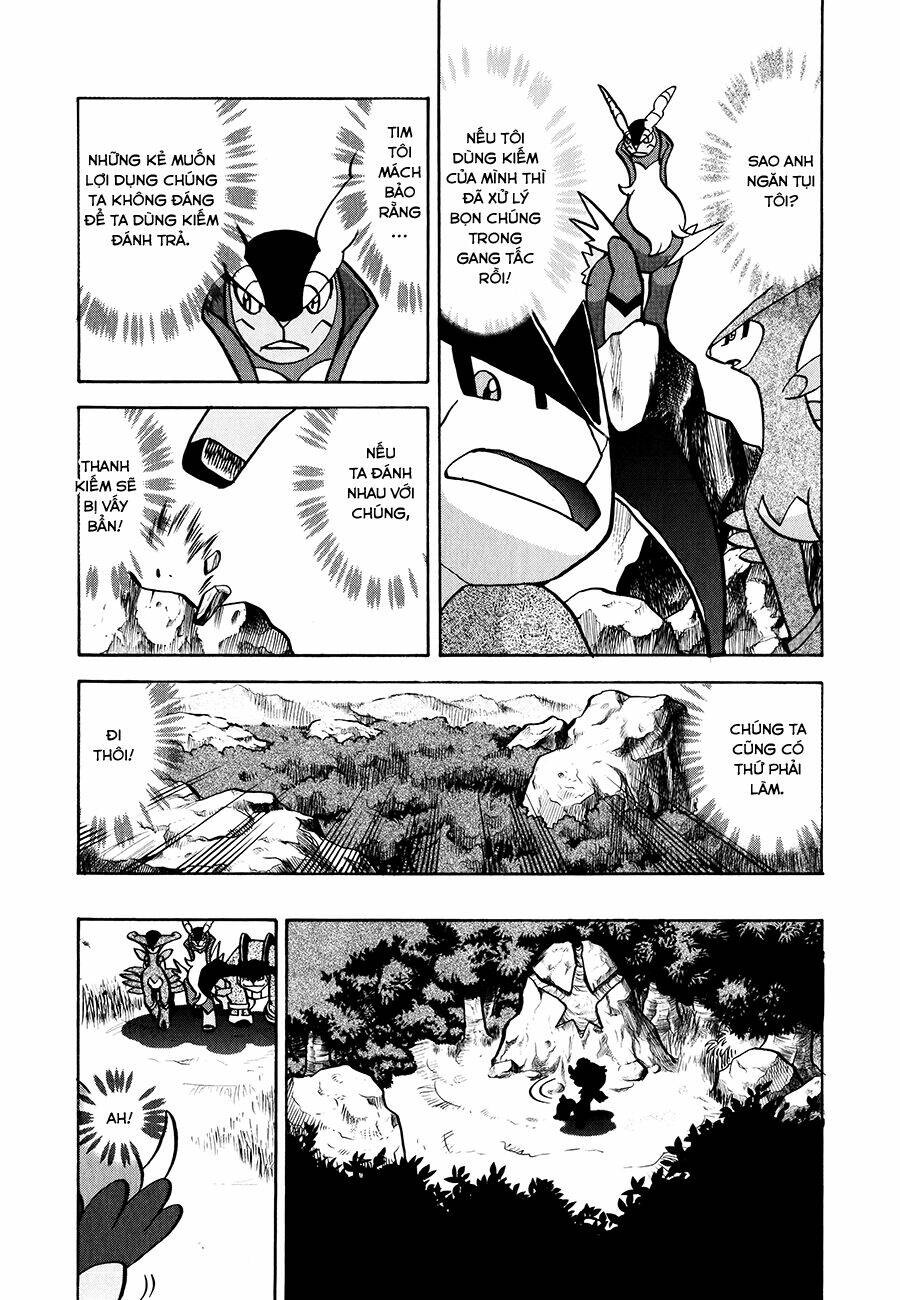 SAO ANH
NGĂN TỤI
TÔI?
NẾU TÔI
DÙNG KIẾM
CỦA MÌNH THÌ
ĐÃ XỬ LÝ
BỌN CHÚNG
TRONG
GANG TẤC
RỒI!
TIM
TÔI
MÁCH
BẢO
RẰNG
...
NHỮNG KẺ MUỐN
LỢI DỤNG CHÚNG
TA KHÔNG ĐÁNG
ĐỂ TA DÙNG KIẾM
ĐÁNH TRẢ.
NẾU
TA ĐÁNH
NHAU VỚI
CHÚNG,
THANH
KIẾM SẼ
BỊ VẤY
BẨN!
CHÚNG TA
CŨNG CÓ
THỨ PHẢI
LÀM.
ĐI
THÔI!
AH!